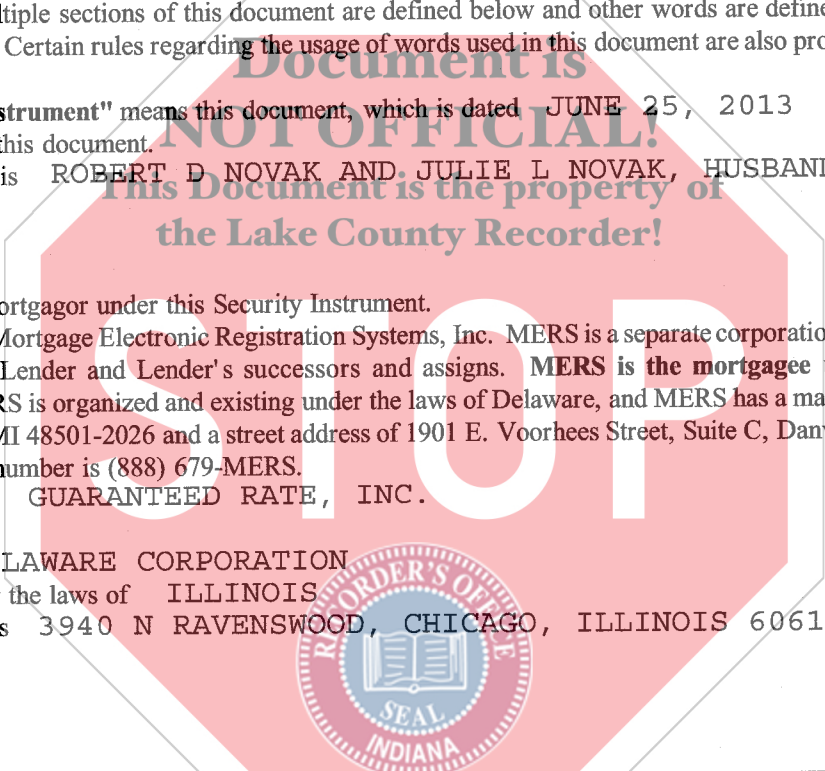 ltiple sections of this document are defined below and other words are define
Certain rules regarding the usage of words used in this document are also pro
Document is
strument" means this document, which is dated JUNE 25, 2013
NOT OFFICIAL!
this document.
is ROBERT D NOVAK AND JULIE L NOVAK, HUSBAND
This Document is the property of
the Lake County Recorder!
ortgagor under this Security Instrument.
Mortgage Electronic Registration Systems, Inc. MERS is a separate corporatio
Lender and Lender's successors and assigns. MERS is the mortgagee
RS is organized and existing under the laws of Delaware, and MERS has a ma
MI 48501-2026 and a street address of 1901 E. Voorhees Street, Suite C, Danv
number is (888) 679-MERS.
GUARANTEED RATE, INC.
STOP
LAWARE CORPORATION
the laws of ILLINOIS
s 3940 N RAVENSWOOD, CHICAGO, ILLINOIS 6061
RECORDER'S OFFICE
SEAL
INDIANA